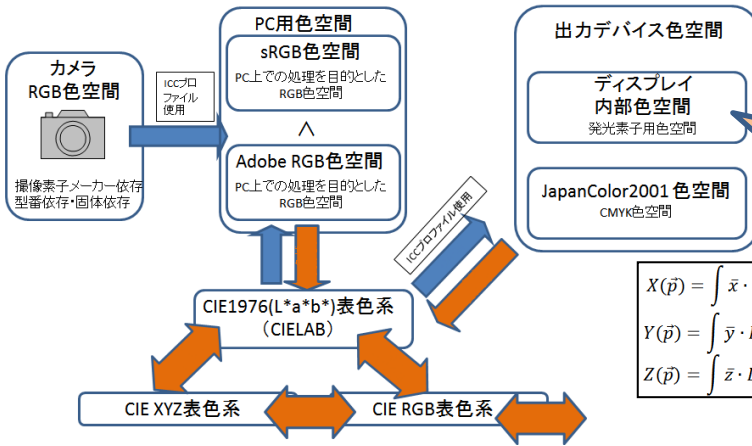 カメラ
RGB色空間
撮像素子メーカー依存
型番依存・固体依存
ICCプロ
ファイル
使用
PC用色空間
sRGB色空間
PC上での処理を目的とした
RGB色空間
<
Adobe RGB色空間
PC上での処理を目的とした
RGB色空間
出力デバイス色空間
ディスプレイ
内部色空間
発光素子用色空間
JapanColor2001 色空間
CMYK色空間
ICCプロファイル使用
CIE1976(L*a*b*)表色系
（CIELAB）
CIE XYZ表色系
CIE RGB表色系
X(p⃗) = ∫ x̄ ·
Y(p⃗) = ∫ ȳ ·
Z(p⃗) = ∫ z̄ ·